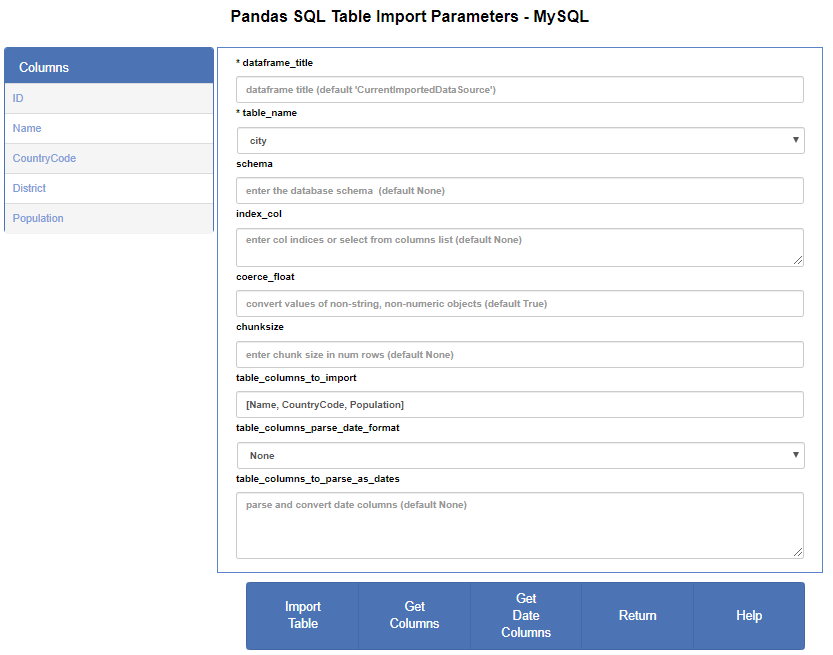 Pandas SQL Table Import Parameters - MySQL
Columns
ID
Name
CountryCode
District
Population
* dataframe_title
dataframe title (default 'CurrentImportedDataSource')
* table_name
city
schema
enter the database schema (default None)
index_col
enter col indices or select from columns list (default None)
coerce_float
convert values of non-string, non-numeric objects (default True)
chunksize
enter chunk size in num rows (default None)
table_columns_to_import
[Name, CountryCode, Population]
table_columns_parse_date_format
None
table_columns_to_parse_as_dates
parse and convert date columns (default None)
Import
Table
Get
Columns
Get
Date
Columns
Return
Help